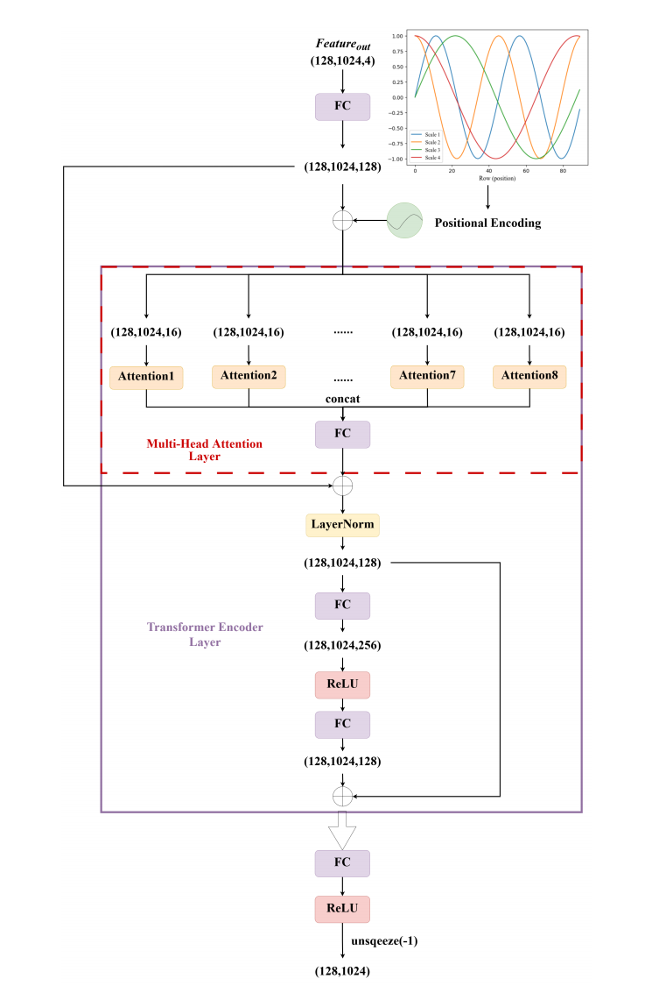 Featureout
(128,1024,4)
FC
(128,1024,128)
1.00
0.75
0.50
0.25
0.00
−0.25
−0.50
−0.75
−1.00
Scale 1
Scale 2
Scale 3
Scale 4
0 20 40 60 80
Row (position)
Positional Encoding
(128,1024,16) (128,1024,16) ...... (128,1024,16) (128,1024,16)
Attention1 Attention2 ...... Attention7 Attention8
concat
FC
Multi-Head Attention
Layer
LayerNorm
(128,1024,128)
FC
Transformer Encoder
Layer
(128,1024,256)
ReLU
FC
(128,1024,128)
FC
ReLU
unsqeeze(-1)
(128,1024)